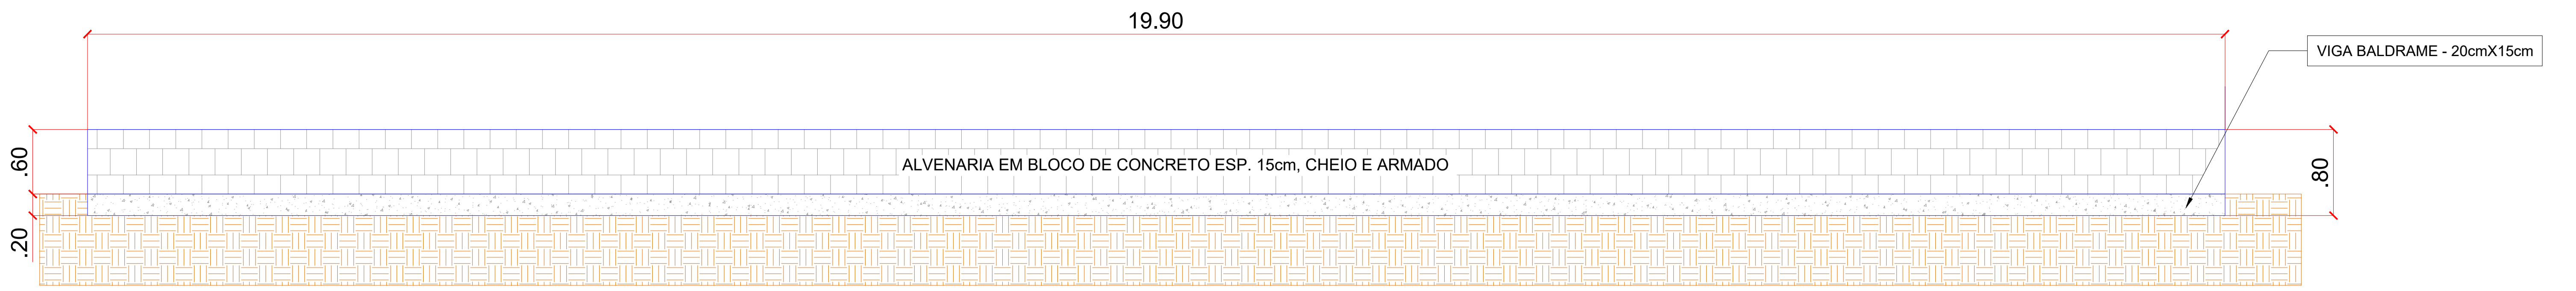 19.90
VIGA BALDRAME - 20cmX15cm
.60
ALVENARIA EM BLOCO DE CONCRETO ESP. 15cm, CHEIO E ARMADO
.80
.20